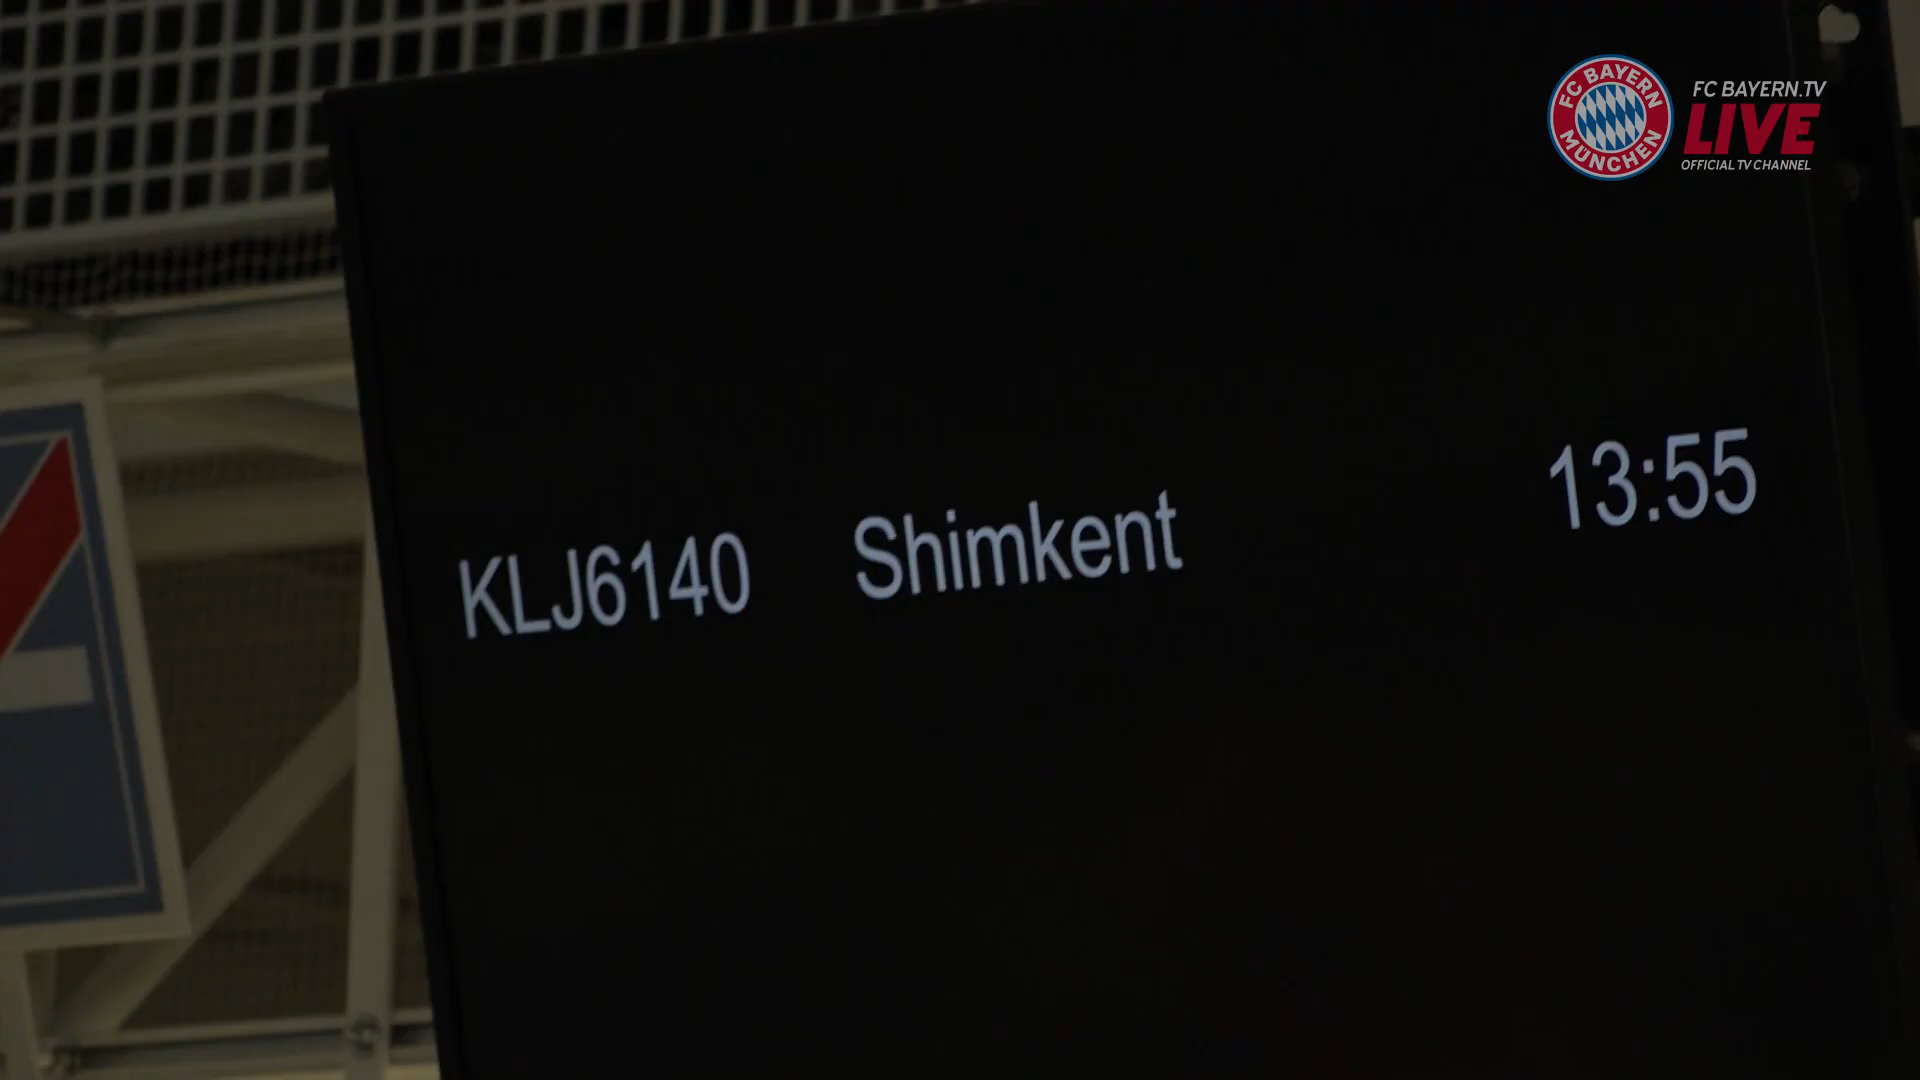 FC BAYERN
MÜNCHEN
FC BAYERN.TV
LIVE
OFFICIAL TV CHANNEL
KLJ6140 Shimkent 13:55